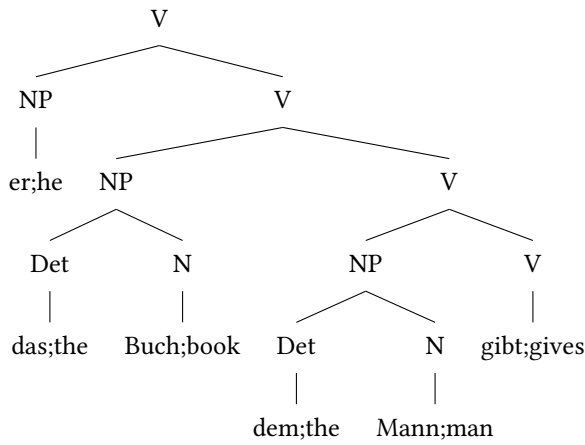 V
NP V
er;he NP V
Det N NP V
das;the Buch;book Det N gibt;gives
dem;the Mann;man